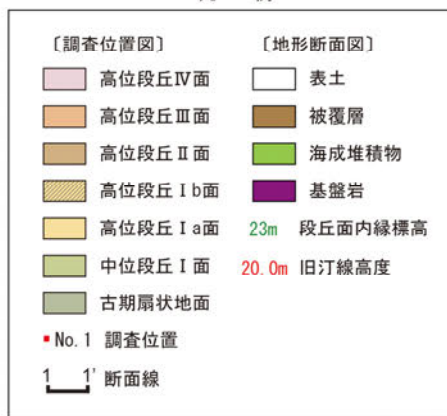 〔調査位置図〕
高位段丘Ⅳ面
高位段丘Ⅲ面
高位段丘Ⅱ面
高位段丘Ⅰb面
高位段丘Ⅰa面
中位段丘Ⅰ面
古期扇状地面
No.1 調査位置
1 1' 断面線
〔地形断面図〕
表土
被覆層
海成堆積物
基盤岩
23m 段丘面内縁標高
20.0m 旧汀線高度